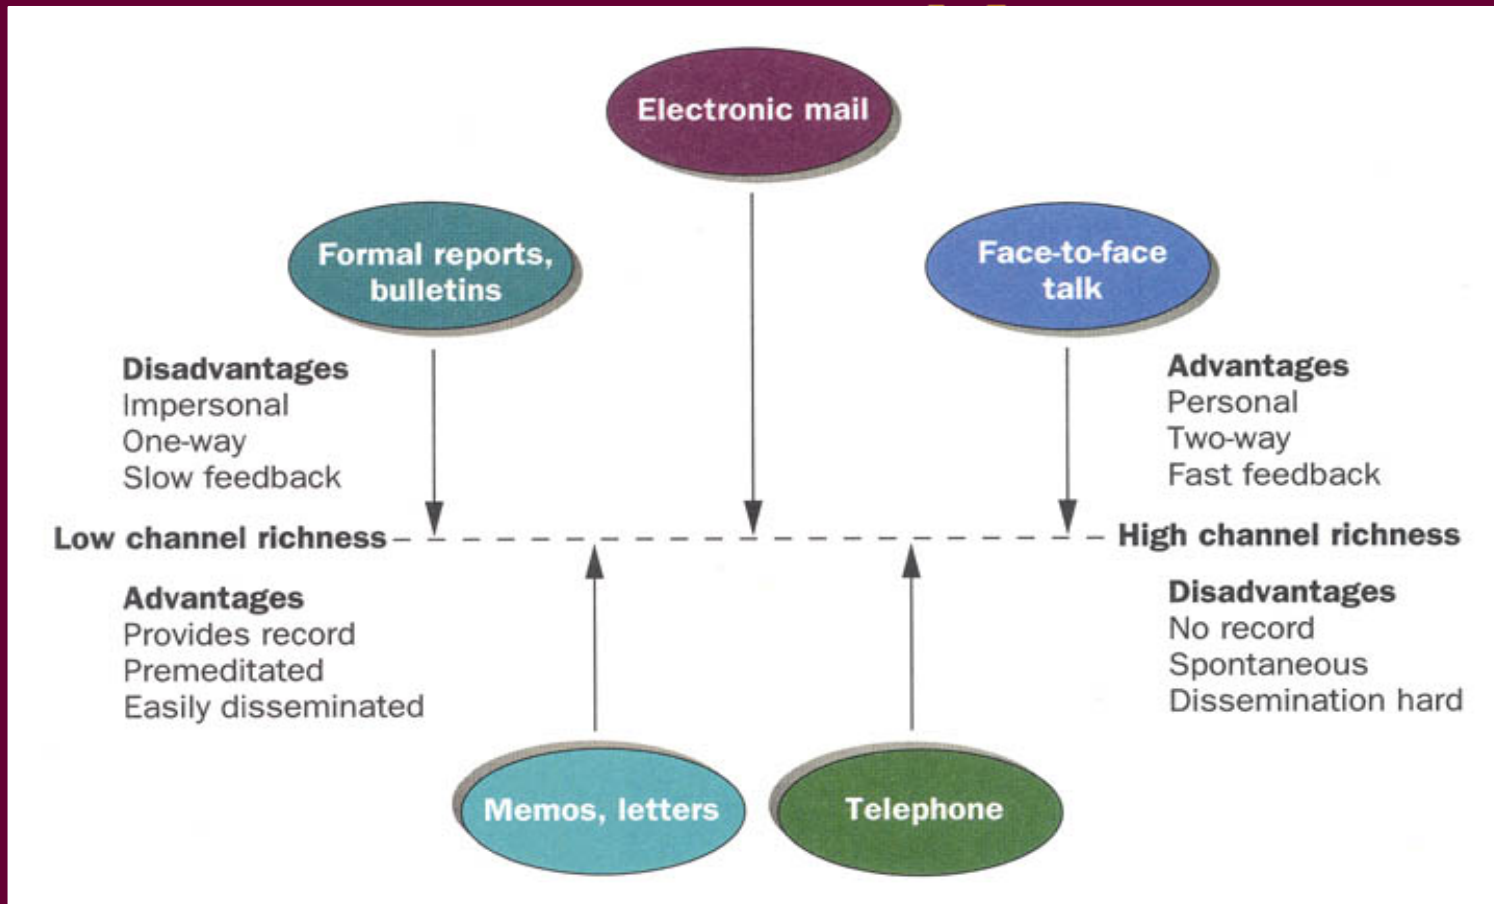 Electronic mail
Formal reports,
bulletins
Face-to-face
talk
Disadvantages
Impersonal
One-way
Slow feedback
Advantages
Personal
Two-way
Fast feedback
Low channel richness
High channel richness
Advantages
Provides record
Premeditated
Easily disseminated
Disadvantages
No record
Spontaneous
Dissemination hard
Memos, letters
Telephone